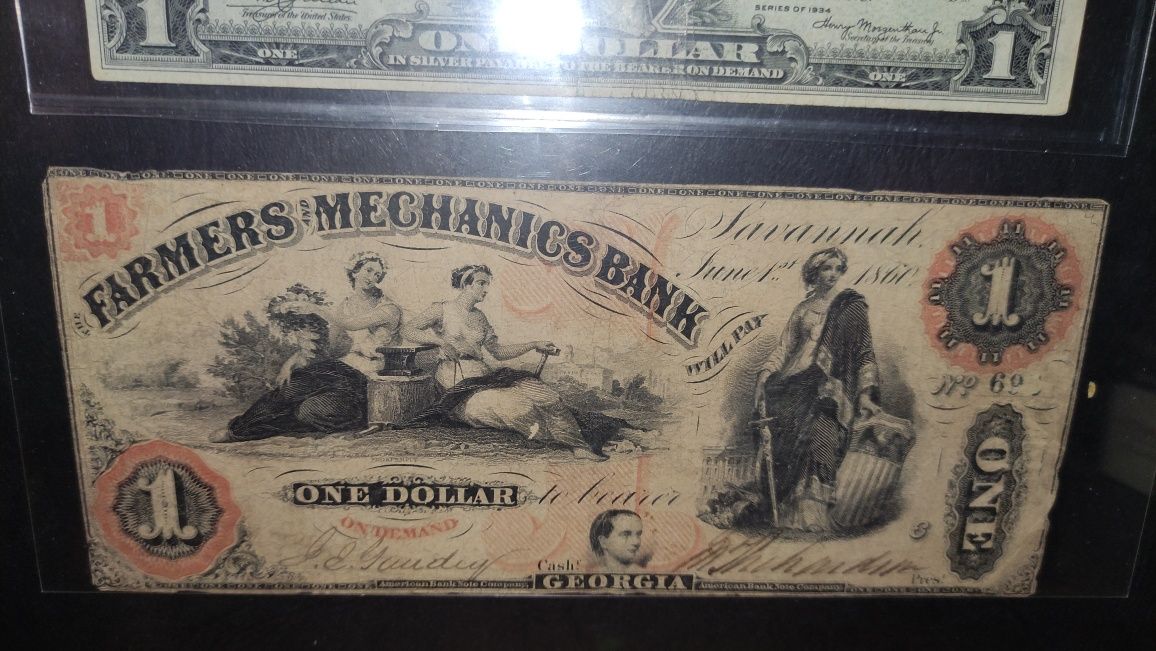 Treasurer of the United States.
SERIES OF 1934
Henry Morgenthau Jr.
Secretary of the Treasury
1
ONE DOLLAR
1
ONE
IN SILVER PAYABLE TO THE BEARER ON DEMAND
ONE
1
THE FARMERS AND MECHANICS BANK
Savannah,
June 1st 1860
WILL PAY
1
No 69
ONE DOLLAR to bearer
ON DEMAND
1
ONE
Cashr
GEORGIA
Prest
American Bank Note Company
American Bank Note Company